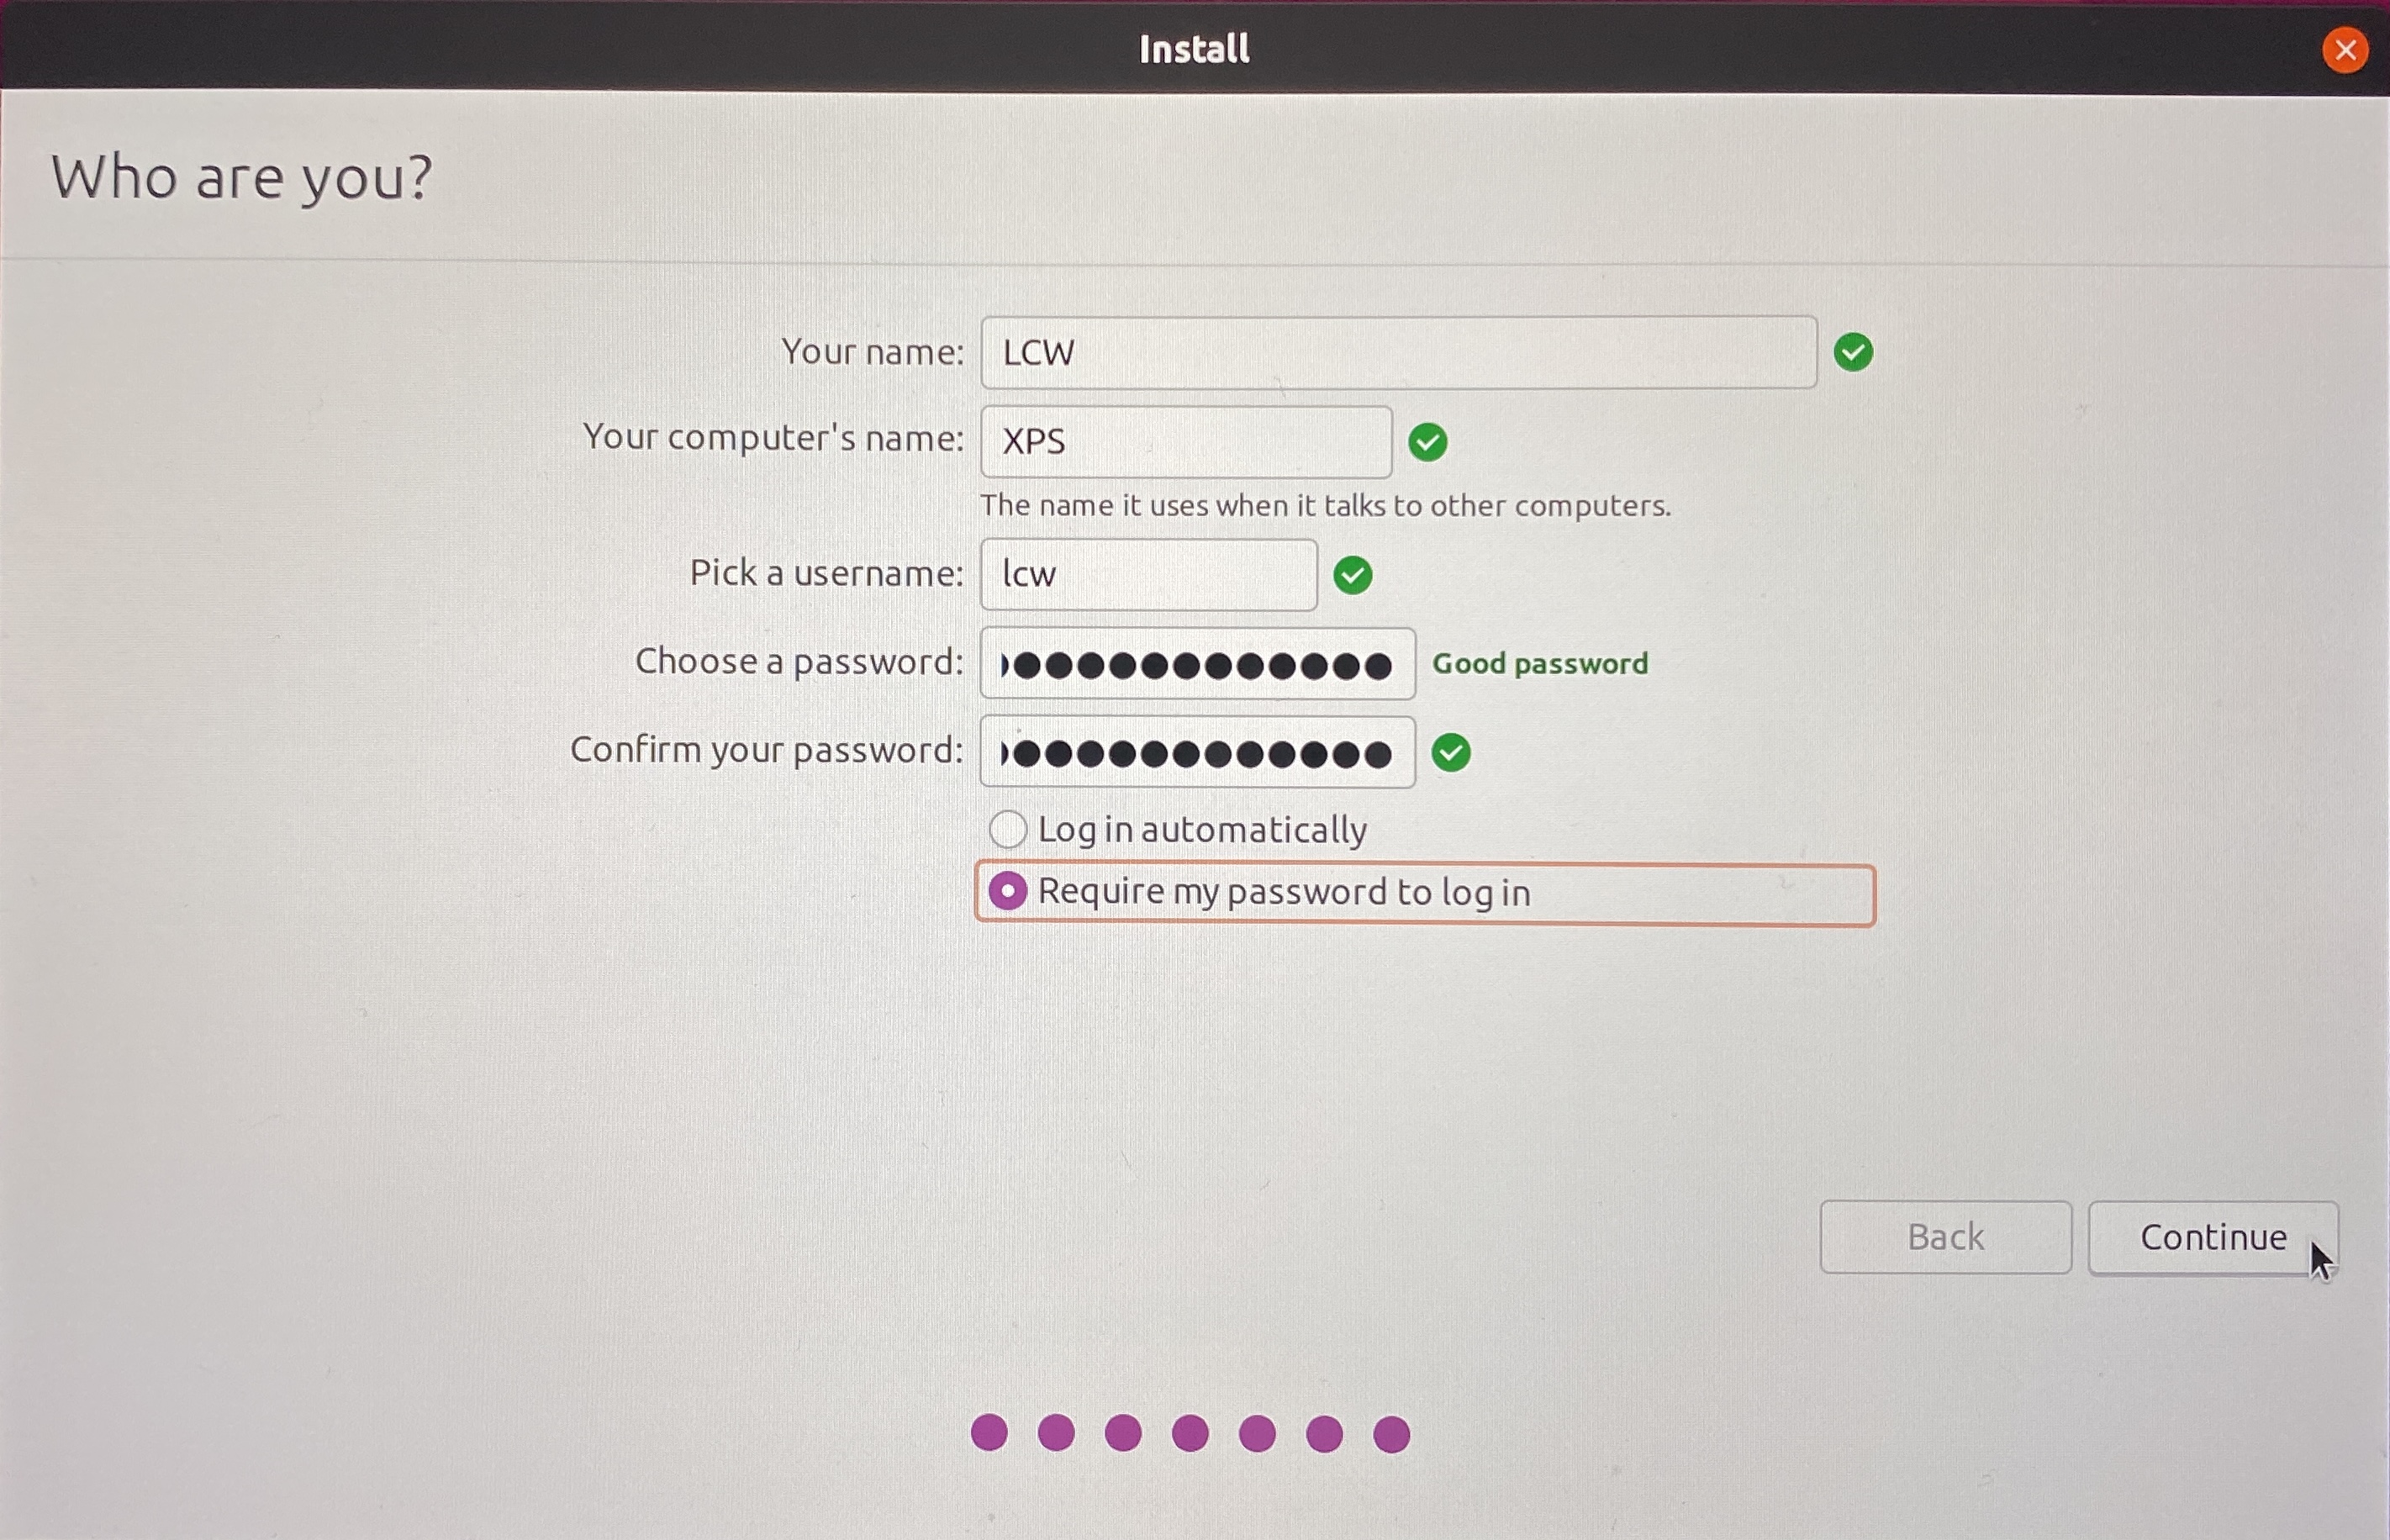 Install
Who are you?
Your name: LCW
Your computer's name: XPS
The name it uses when it talks to other computers.
Pick a username: lcw
Choose a password: Good password
Confirm your password:
Log in automatically
Require my password to log in
Back Continue